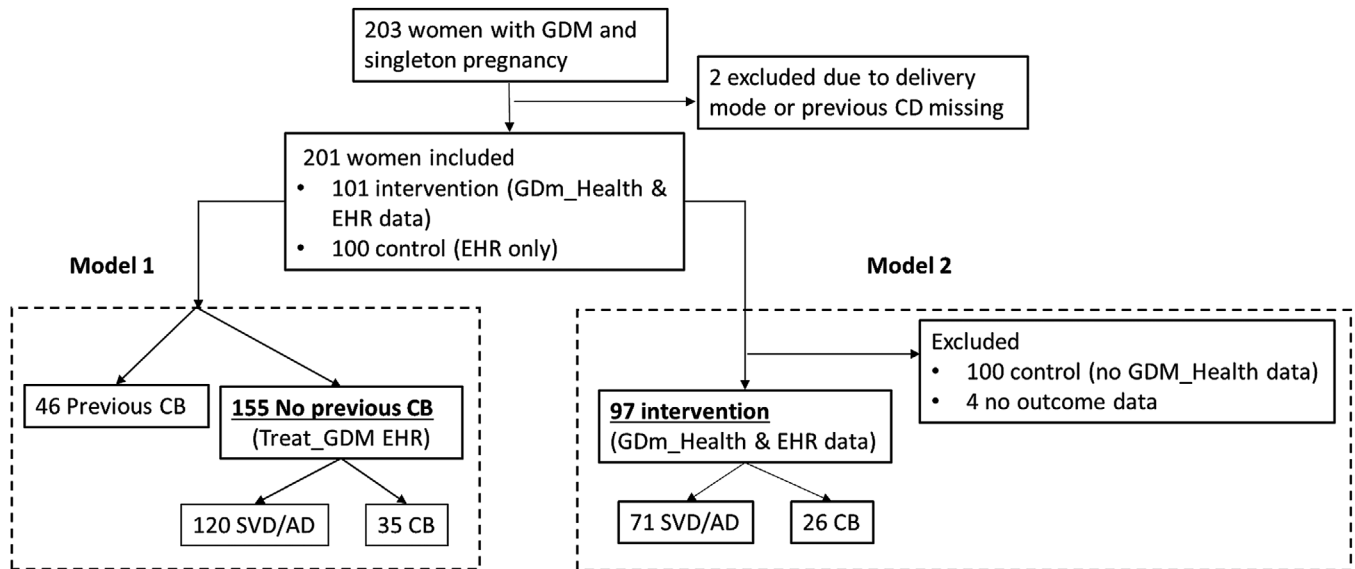 203 women with GDM and
singleton pregnancy
2 excluded due to delivery
mode or previous CD missing
201 women included
• 101 intervention (GDm_Health &
EHR data)
• 100 control (EHR only)
Model 1
Model 2
46 Previous CB
155 No previous CB
(Treat_GDM EHR)
120 SVD/AD
35 CB
Excluded
• 100 control (no GDM_Health data)
• 4 no outcome data
97 intervention
(GDm_Health & EHR data)
71 SVD/AD
26 CB